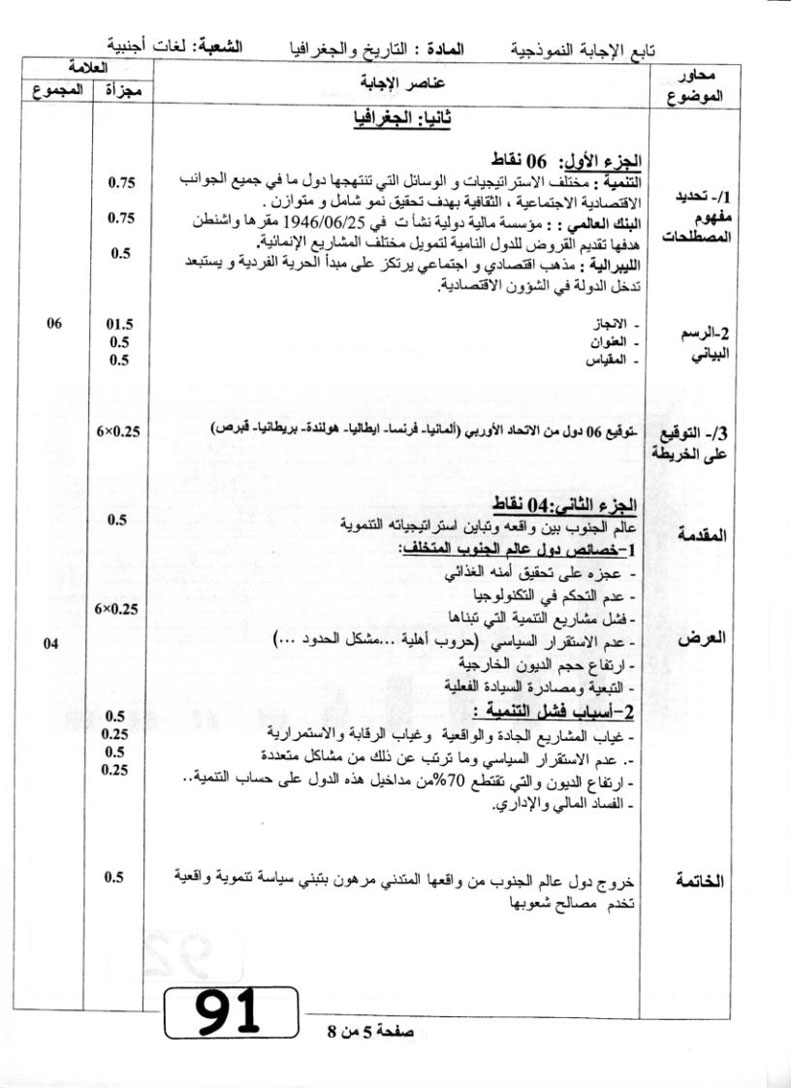 تابع الإجابة النموذجية المادة : التاريخ والجغرافيا الشعبة: لغات أجنبية
محاور الموضوع عناصر الإجابة العلامة
مجزأة المجموع
ثانيا: الجغرافيا
الجزء الأول: 06 نقاط
1/- تحديد مفهوم المصطلحات
التنمية : مختلف الاستراتيجيات و الوسائل التي تنتهجها دول ما في جميع الجوانب 0.75
الاقتصادية الاجتماعية ، الثقافية بهدف تحقيق نمو شامل و متوازن .
البنك العالمي : : مؤسسة مالية دولية نشأ ت في 1946/06/25 مقرها واشنطن 0.75
هدفها تقديم القروض للدول النامية لتمويل مختلف المشاريع الإنمائية.
الليبرالية : مذهب اقتصادي و اجتماعي يرتكز على مبدأ الحرية الفردية و يستبعد 0.5
تدخل الدولة في الشؤون الاقتصادية.
2-الرسم البياني
- الانجاز 01.5 06
- العنوان 0.5
- المقياس 0.5
3/- التوقيع على الخريطة
-توقيع 06 دول من الاتحاد الأوربي (ألمانيا- فرنسا- ايطاليا- هولندة- بريطانيا- قبرص) 6×0.25
الجزء الثاني:04 نقاط
المقدمة
عالم الجنوب بين واقعه وتباين استراتيجياته التنموية 0.5
1-خصائص دول عالم الجنوب المتخلف:
- عجزه على تحقيق أمنه الغذائي
- عدم التحكم في التكنولوجيا
- فشل مشاريع التنمية التي تبناها 6×0.25
العرض
- عدم الاستقرار السياسي (حروب أهلية ...مشكل الحدود ...) 04
- ارتفاع حجم الديون الخارجية
- التبعية ومصادرة السيادة الفعلية
2-أسباب فشل التنمية : 0.5
- غياب المشاريع الجادة والواقعية وغياب الرقابة والاستمرارية 0.25
-. عدم الاستقرار السياسي وما ترتب عن ذلك من مشاكل متعددة 0.5
- ارتفاع الديون والتي تقتطع 70%من مداخيل هذه الدول على حساب التنمية.. 0.25
- الفساد المالي والإداري.
الخاتمة
خروج دول عالم الجنوب من واقعها المتدني مرهون بتبني سياسة تنموية واقعية 0.5
تخدم مصالح شعوبها
91
صفحة 5 من 8